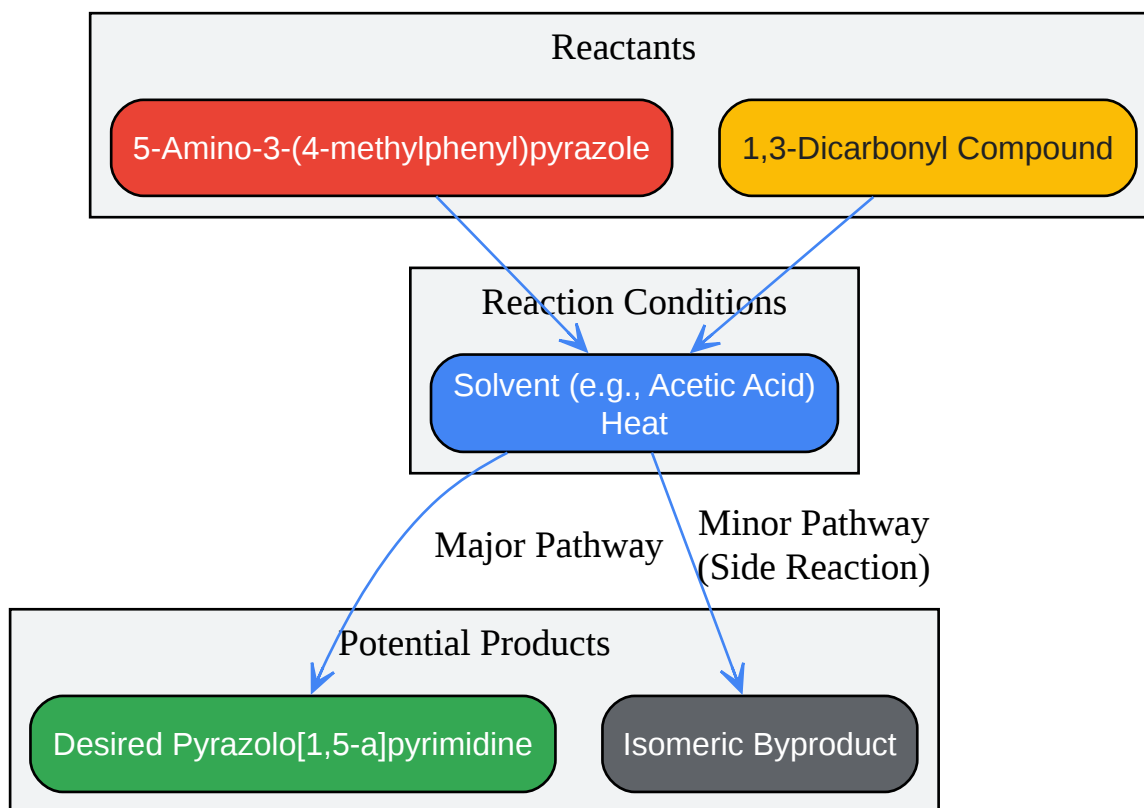 Reactants
5-Amino-3-(4-methylphenyl)pyrazole
1,3-Dicarbonyl Compound
Reaction Conditions
Solvent (e.g., Acetic Acid)
Heat
Major Pathway
Minor Pathway
(Side Reaction)
Potential Products
Desired Pyrazolo[1,5-a]pyrimidine
Isomeric Byproduct